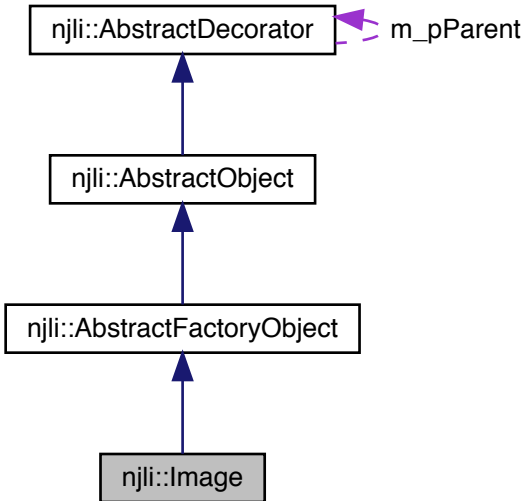 njli::AbstractDecorator
m_pParent
njli::AbstractObject
njli::AbstractFactoryObject
njli::Image